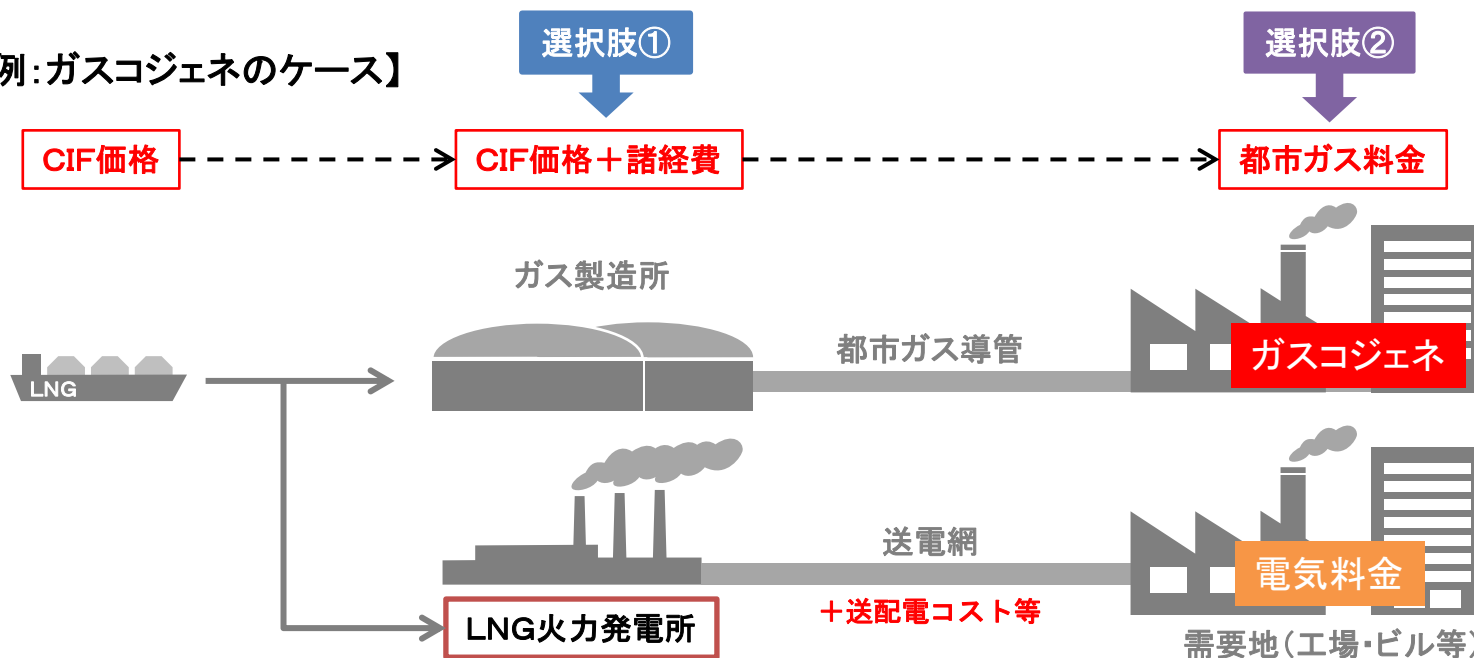 選択肢①
選択肢②
例：ガスコジェネのケース】
CIF価格
CIF価格＋諸経費
都市ガス料金
ガス製造所
都市ガス導管
ガスコジェネ
LNG
送電網
電気料金
＋送配電コスト等
LNG火力発電所
需要地（工場・ビル等）